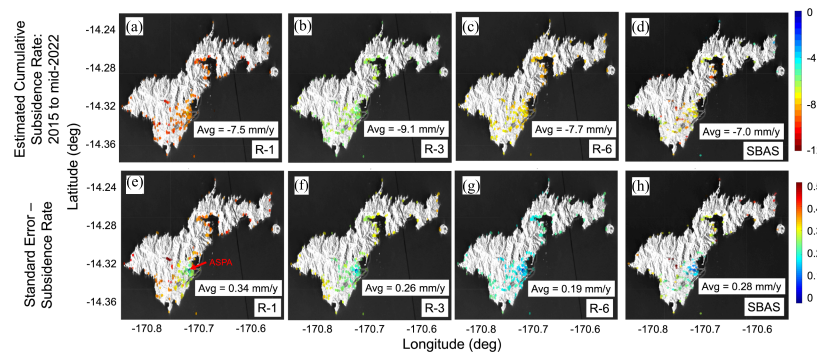 Estimated Cumulative
Subsidence Rate:
2015 to mid-2022
Standard Error –
Subsidence Rate
Latitude (deg)
-14.24
-14.28
-14.32
-14.36
(a)
Avg = -7.5 mm/y
R-1
(b)
Avg = -9.1 mm/y
R-3
(c)
Avg = -7.7 mm/y
R-6
(d)
Avg = -7.0 mm/y
SBAS
0
-4
-8
-1
-14.24
-14.28
-14.32
-14.36
(e)
ASPA
Avg = 0.34 mm/y
R-1
(f)
Avg = 0.26 mm/y
R-3
(g)
Avg = 0.19 mm/y
R-6
(h)
Avg = 0.28 mm/y
SBAS
0
0
-170.8 -170.7 -170.6
-170.8 -170.7 -170.6
-170.8 -170.7 -170.6
-170.8 -170.7 -170.6
Longitude (deg)